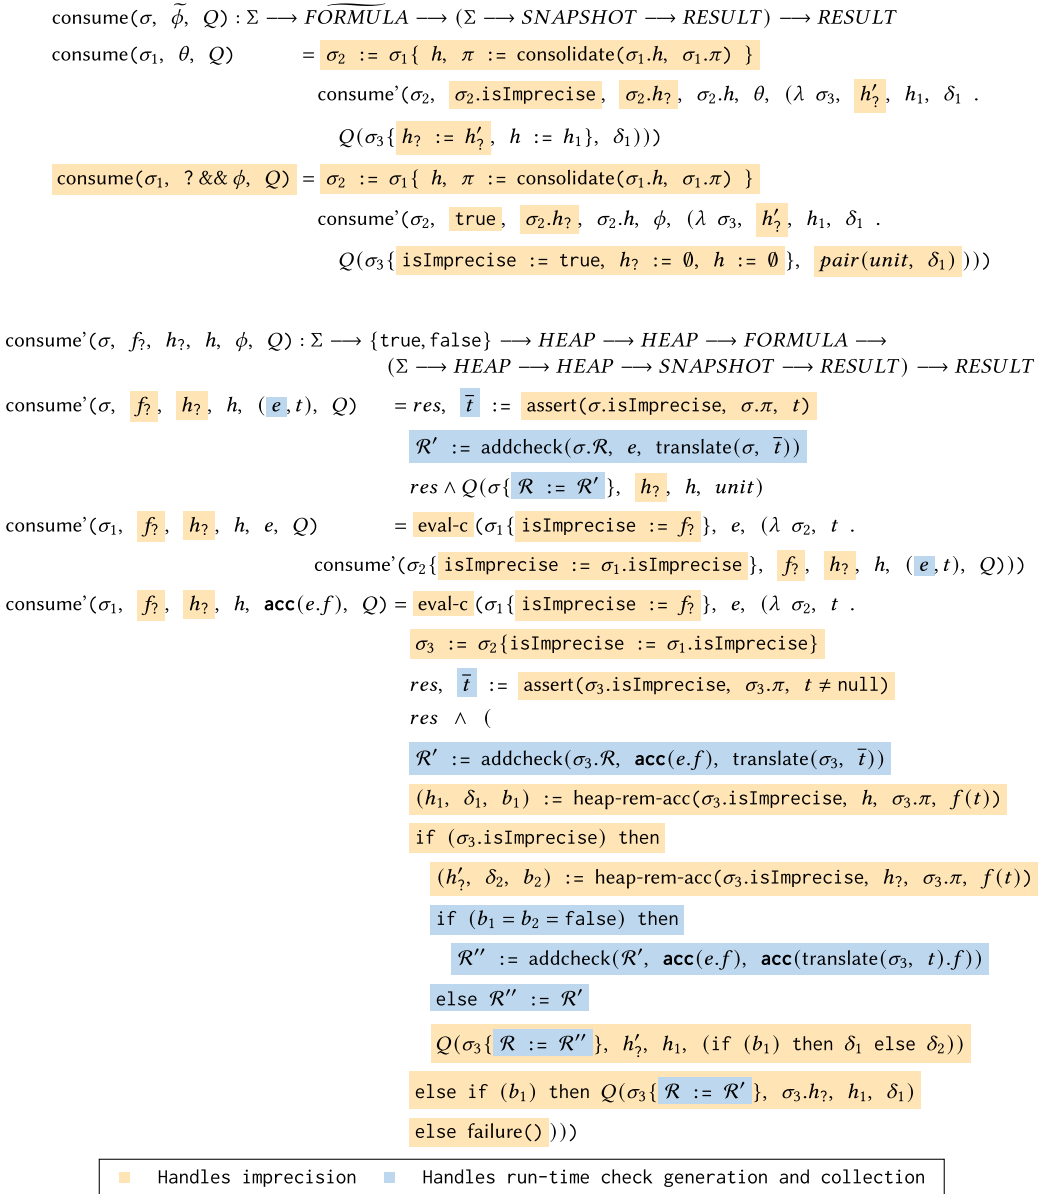 consume(σ, φ̃, Q) : Σ ⟶ F͠O͠R͠M͠U͠L͠A͠ ⟶ (Σ ⟶ SNAPSHOT ⟶ RESULT) ⟶ RESULT
consume(σ₁, θ, Q) = σ₂ := σ₁{ h, π := consolidate(σ₁.h, σ₁.π) }
consume'(σ₂, σ₂.isImprecise, σ₂.h?, σ₂.h, θ, (λ σ₃, h′?, h₁, δ₁ .
Q(σ₃{ h? := h′?, h := h₁}, δ₁)))
consume(σ₁, ? && φ, Q) = σ₂ := σ₁{ h, π := consolidate(σ₁.h, σ₁.π) }
consume'(σ₂, true, σ₂.h?, σ₂.h, φ, (λ σ₃, h′?, h₁, δ₁ .
Q(σ₃{ isImprecise := true, h? := ∅, h := ∅ }, pair(unit, δ₁))))
consume'(σ, f?, h?, h, φ, Q) : Σ ⟶ {true,false} ⟶ HEAP ⟶ HEAP ⟶ FORMULA ⟶
(Σ ⟶ HEAP ⟶ HEAP ⟶ SNAPSHOT ⟶ RESULT) ⟶ RESULT
consume'(σ, f?, h?, h, (e, t), Q) = res, t̅ := assert(σ.isImprecise, σ.π, t)
R′ := addcheck(σ.R, e, translate(σ, t̅))
res ∧ Q(σ{ R := R′ }, h?, h, unit)
consume'(σ₁, f?, h?, h, e, Q) = eval-c(σ₁{ isImprecise := f? }, e, (λ σ₂, t .
consume'(σ₂{ isImprecise := σ₁.isImprecise }, f?, h?, h, (e, t), Q)))
consume'(σ₁, f?, h?, h, acc(e.f), Q) = eval-c(σ₁{ isImprecise := f? }, e, (λ σ₂, t .
σ₃ := σ₂{isImprecise := σ₁.isImprecise}
res, t̅ := assert(σ₃.isImprecise, σ₃.π, t ≠ null)
res ∧ (
R′ := addcheck(σ₃.R, acc(e.f), translate(σ₃, t̅))
(h₁, δ₁, b₁) := heap-rem-acc(σ₃.isImprecise, h, σ₃.π, f(t))
if (σ₃.isImprecise) then
(h′?, δ₂, b₂) := heap-rem-acc(σ₃.isImprecise, h?, σ₃.π, f(t))
if (b₁ = b₂ = false) then
R′′ := addcheck(R′, acc(e.f), acc(translate(σ₃, t).f))
else R′′ := R′
Q(σ₃{ R := R′′ }, h′?, h₁, (if (b₁) then δ₁ else δ₂))
else if (b₁) then Q(σ₃{ R := R′ }, σ₃.h?, h₁, δ₁)
else failure() )))
Handles imprecision Handles run-time check generation and collection